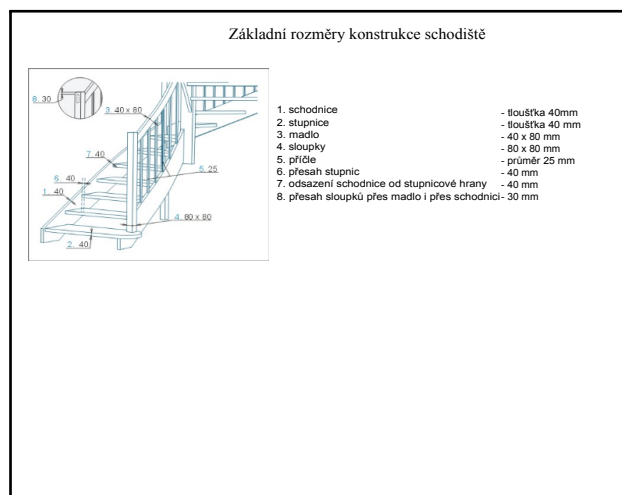 Základní rozměry konstrukce schodiště
8. 30
3. 40 x 80
7. 40
6. 40
5. 25
1. 40
4. 80 x 80
2. 40
1. schodnice - tloušťka 40mm
2. stupnice - tloušťka 40 mm
3. madlo - 40 x 80 mm
4. sloupky - 80 x 80 mm
5. příčle - průměr 25 mm
6. přesah stupnic - 40 mm
7. odsazení schodnice od stupnicové hrany - 40 mm
8. přesah sloupků přes madlo i přes schodnici - 30 mm